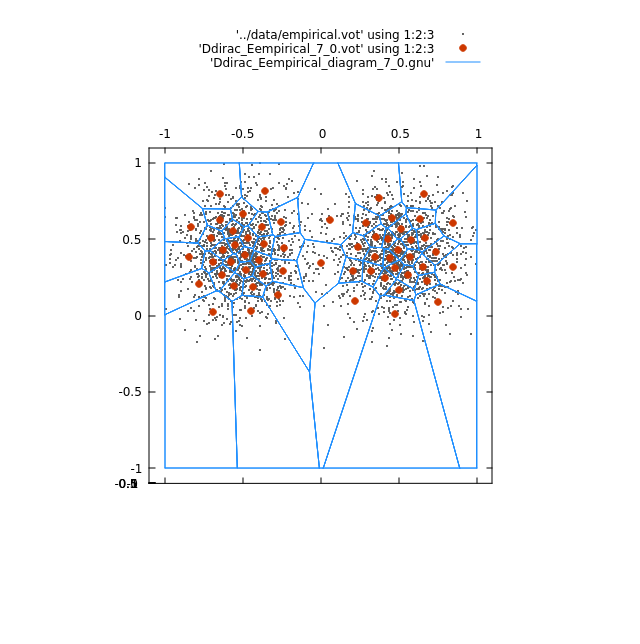 '../data/empirical.vot' using 1:2:3
'Ddirac_Eempirical_7_0.vot' using 1:2:3
'Ddirac_Eempirical_diagram_7_0.gnu'
-1 -0.5 0 0.5 1
1
0.5
0
-0.5
-1